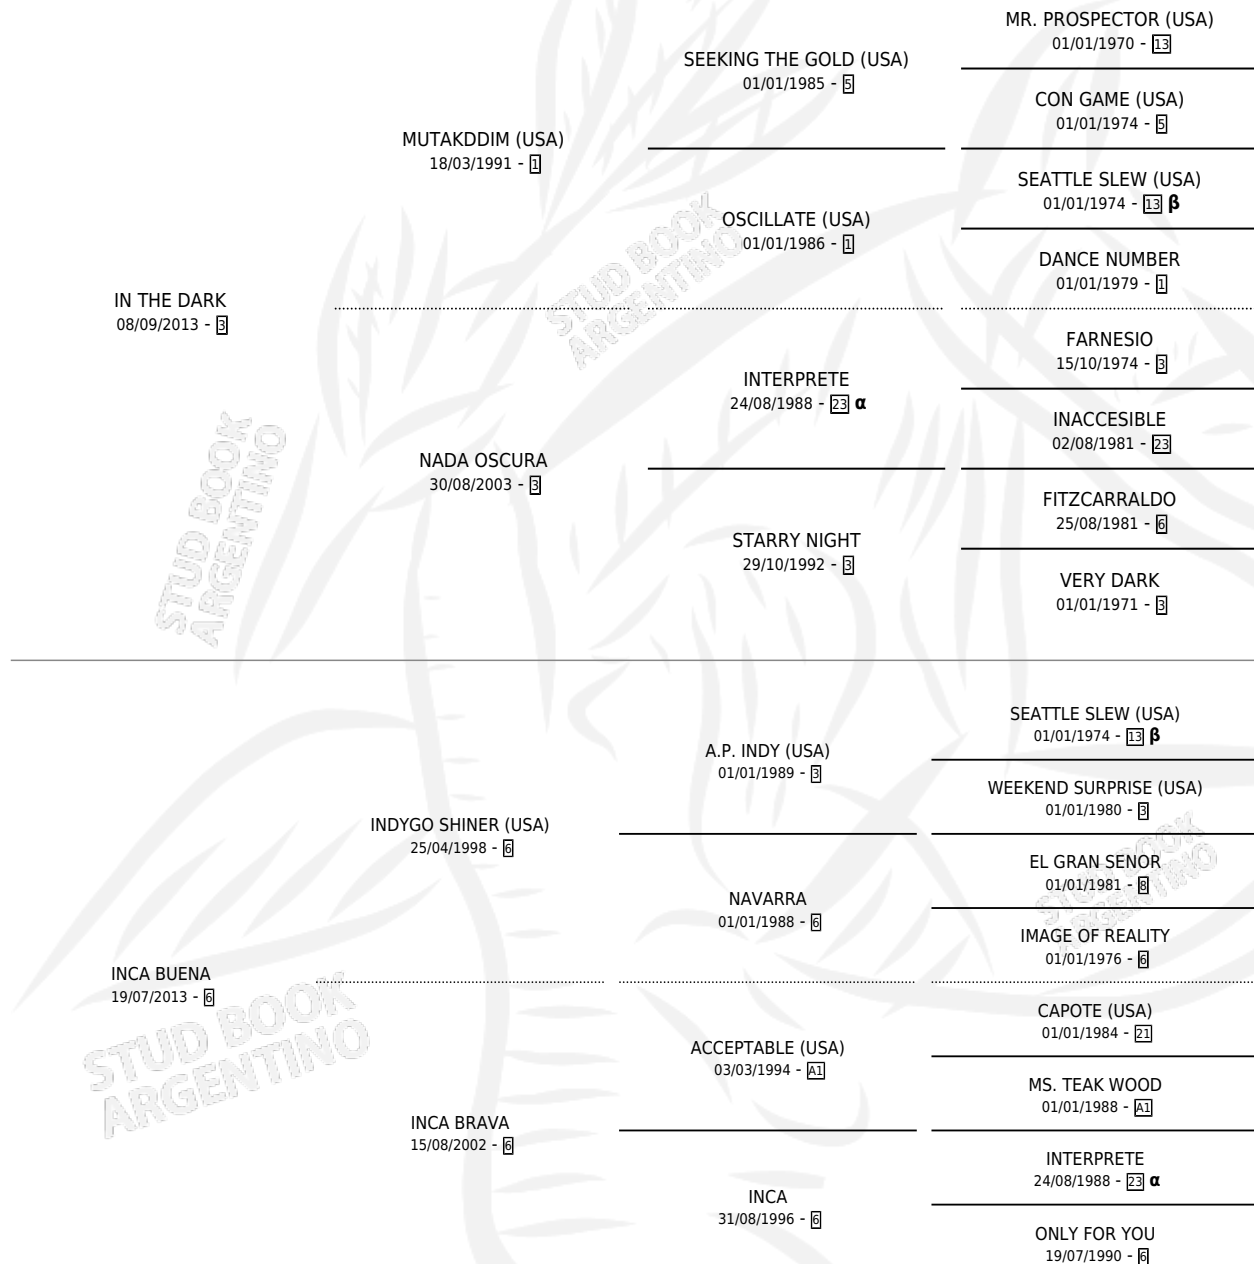 MR. PROSPECTOR (USA)
01/01/1970 - 13
SEEKING THE GOLD (USA)
01/01/1985 - 5
CON GAME (USA)
01/01/1974 - 5
MUTAKDDIM (USA)
18/03/1991 - 1
SEATTLE SLEW (USA)
01/01/1974 - 13 β
OSCILLATE (USA)
01/01/1986 - 1
DANCE NUMBER
01/01/1979 - 1
IN THE DARK
08/09/2013 - 3
FARNESIO
15/10/1974 - 3
INTERPRETE
24/08/1988 - 23 α
INACCESIBLE
02/08/1981 - 23
NADA OSCURA
30/08/2003 - 3
FITZCARRALDO
25/08/1981 - 6
STARRY NIGHT
29/10/1992 - 3
VERY DARK
01/01/1971 - 3
STUD BOOK
ARGENTINO
STUD BOOK
ARGENTINO
SEATTLE SLEW (USA)
01/01/1974 - 13 β
A.P. INDY (USA)
01/01/1989 - 3
WEEKEND SURPRISE (USA)
01/01/1980 - 3
INDYGO SHINER (USA)
25/04/1998 - 6
EL GRAN SENOR
01/01/1981 - 8
NAVARRA
01/01/1988 - 6
IMAGE OF REALITY
01/01/1976 - 6
INCA BUENA
19/07/2013 - 6
CAPOTE (USA)
01/01/1984 - 21
ACCEPTABLE (USA)
03/03/1994 - A1
MS. TEAK WOOD
01/01/1988 - A1
INCA BRAVA
15/08/2002 - 6
INTERPRETE
24/08/1988 - 23 α
INCA
31/08/1996 - 6
ONLY FOR YOU
19/07/1990 - 6
STUD BOOK
ARGENTINO
STUD BOOK
ARGENTINO